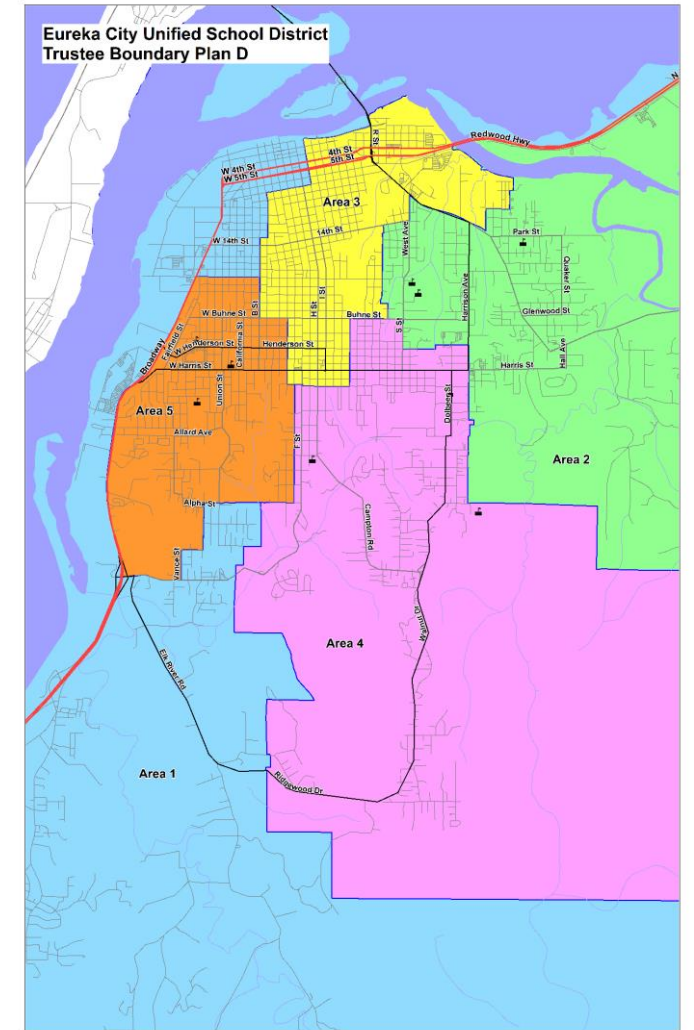 Eureka City Unified School District
Trustee Boundary Plan D
N
R St
Redwood Hwy
4th St
W 4th St
5th St
W 5th St
Area 3
14th St
West Ave
Park St
W 14th St
Quaker St
I St
H St
B St
Harrison Ave
W Buhne St
Buhne St
Glenwood St
S St
Fairfield St
California St
W Henderson St
Henderson St
Hall Ave
Broadway
W Harris St
Harris St
Union St
Dolbeer St
Area 5
Allard Ave
F St
Area 2
Alpha St
Campton Rd
Vance St
Walnut Dr
Area 4
Elk River Rd
Area 1
Ridgewood Dr